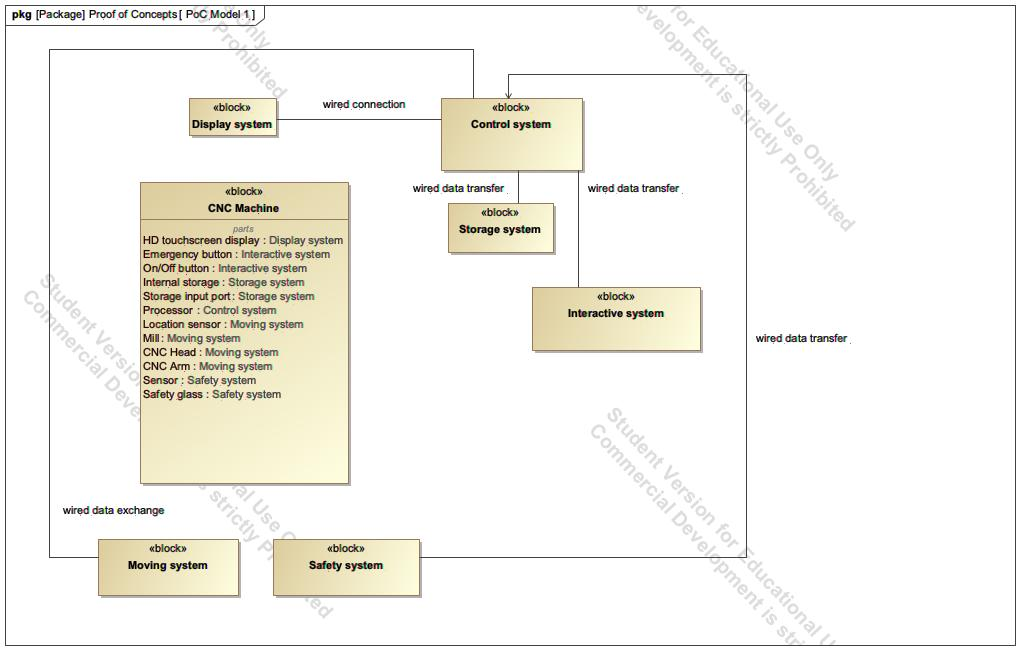 pkg [Package] Proof of Concepts [ PoC Model 1 ]
wired connection
«block»
Display system
«block»
Control system
wired data transfer
wired data transfer
«block»
CNC Machine
parts
HD touchscreen display : Display system
Emergency button : Interactive system
On/Off button : Interactive system
Internal storage : Storage system
Storage input port : Storage system
Processor : Control system
Location sensor : Moving system
Mill : Moving system
CNC Head : Moving system
CNC Arm : Moving system
Sensor : Safety system
Safety glass : Safety system
«block»
Storage system
«block»
Interactive system
wired data transfer
wired data exchange
«block»
Moving system
«block»
Safety system
Only
Prohibited
for Educational Use Only
velopment is strictly Prohibited
Student Version
Commercial Deve
al Use
s strictly P
ted
Student Version for Educational U
Commercial Development is stri